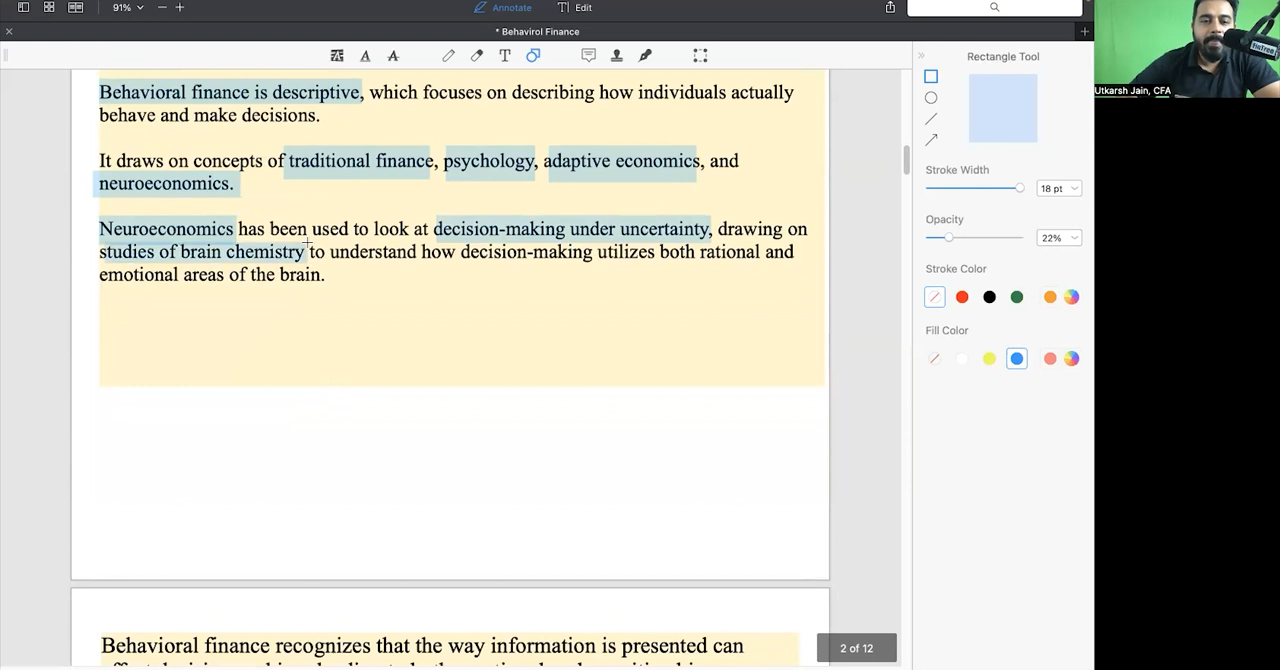 91%
Annotate
T Edit
* Behavirol Finance
Rectangle Tool
Utkarsh Jain, CFA
FinTree
Behavioral finance is descriptive, which focuses on describing how individuals actually
behave and make decisions.
It draws on concepts of traditional finance, psychology, adaptive economics, and
neuroeconomics.
Neuroeconomics has been used to look at decision-making under uncertainty, drawing on
studies of brain chemistry to understand how decision-making utilizes both rational and
emotional areas of the brain.
Stroke Width
18 pt
Opacity
22%
Stroke Color
Fill Color
Behavioral finance recognizes that the way information is presented can
2 of 12